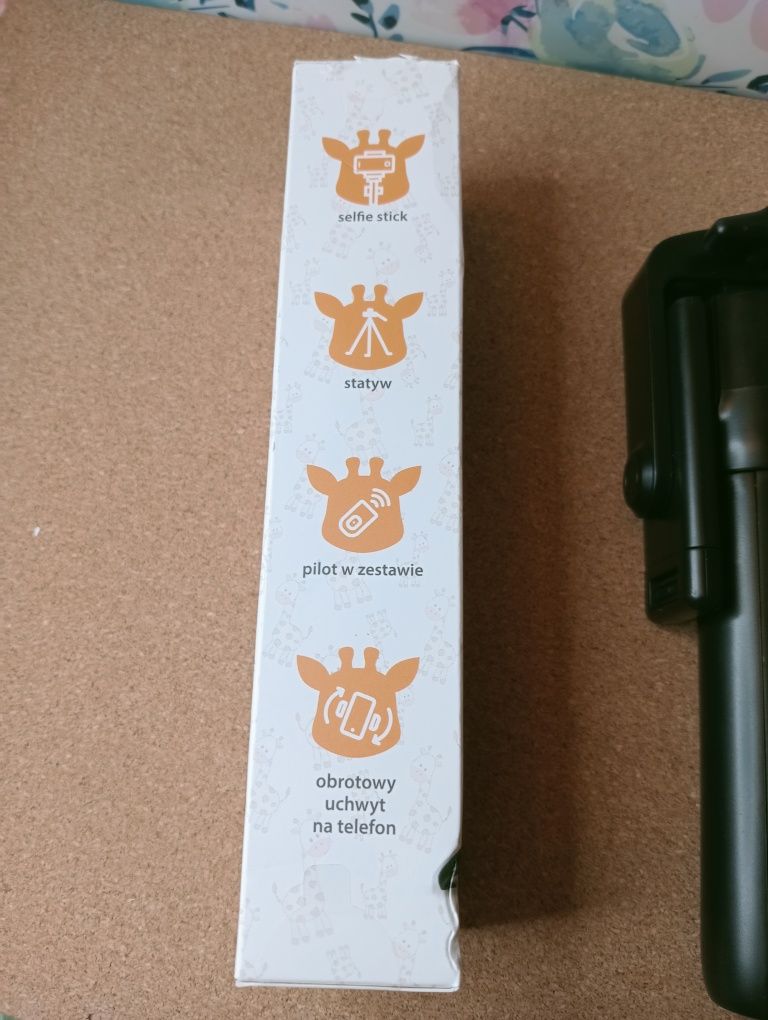 selfie stick
statyw
pilot w zestawie
obrotowy
uchwyt
na telefon